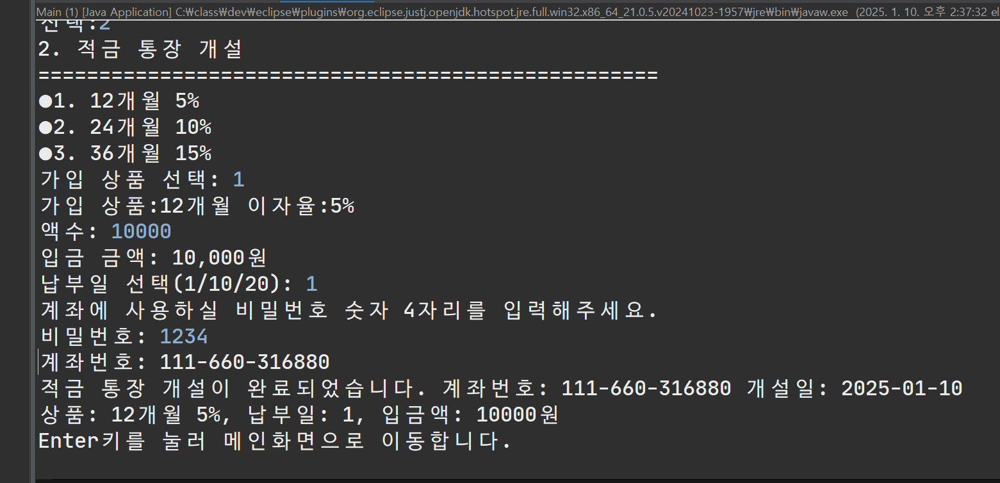 Main (1) [Java Application] C:₩class₩dev₩eclipse₩plugins₩org.eclipse.justj.openjdk.hotspot.jre.full.win32.x86_64_21.0.5.v20241023-1957₩jre₩bin₩javaw.exe (2025. 1. 10. 오후 2:37:32 el
선택:2
2. 적금 통장 개설
===================================================
●1. 12개월 5%
●2. 24개월 10%
●3. 36개월 15%
가입 상품 선택: 1
가입 상품:12개월 이자율:5%
액수: 10000
입금 금액: 10,000원
납부일 선택(1/10/20): 1
계좌에 사용하실 비밀번호 숫자 4자리를 입력해주세요.
비밀번호: 1234
계좌번호: 111-660-316880
적금 통장 개설이 완료되었습니다. 계좌번호: 111-660-316880 개설일: 2025-01-10
상품: 12개월 5%, 납부일: 1, 입금액: 10000원
Enter키를 눌러 메인화면으로 이동합니다.